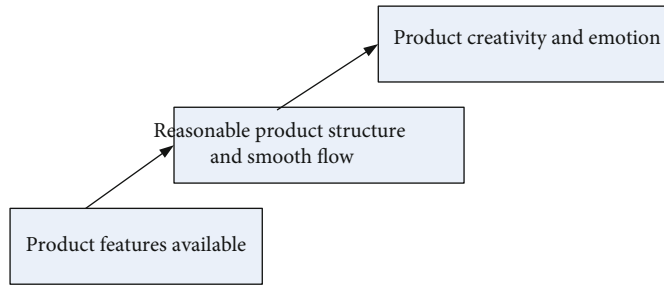 Product creativity and emotion
Reasonable product structure
and smooth flow
Product features available